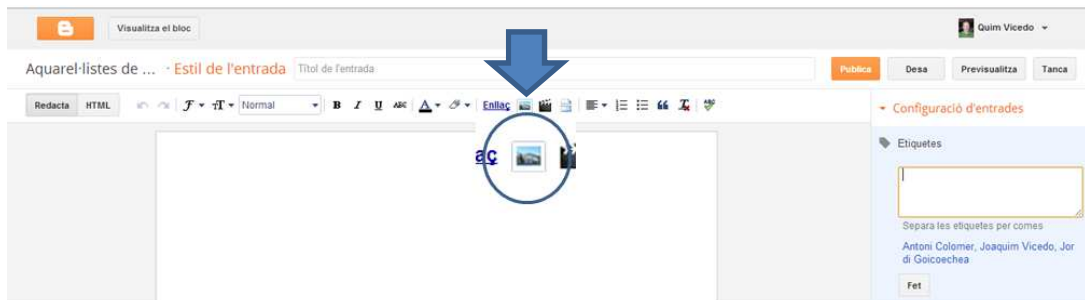 Visualitza el bloc
Quim Vicedo
Aquarel·listes de ... · Estil de l'entrada Títol de l'entrada Publica Desa Previsualitza Tanca
Redacta HTML Normal B I U ABC A Enllaç
Configuració d'entrades
aç
Etiquetes
Separa les etiquetes per comes
Antoni Colomer, Joaquim Vicedo, Jor
di Goicoechea
Fet